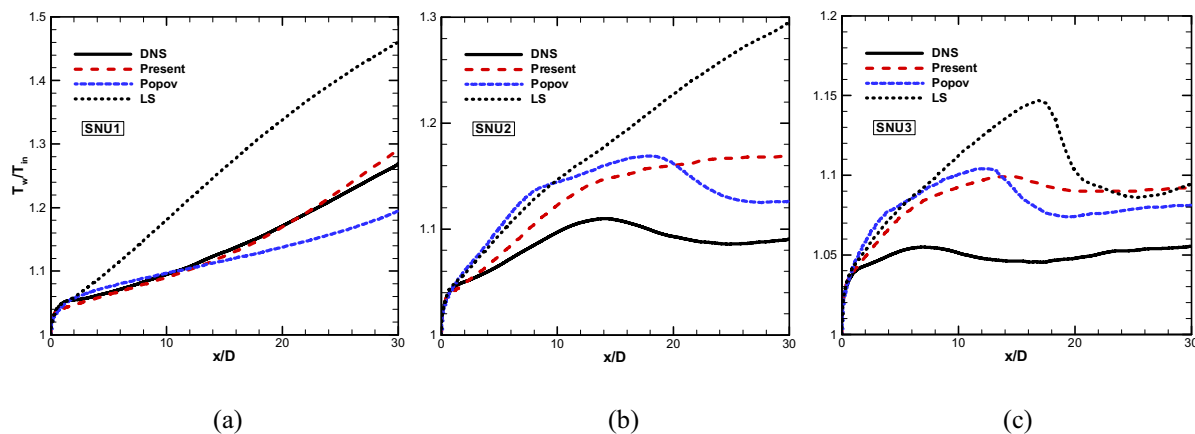 1.5
1.4
1.3
1.2
1.1
1
T_w/T_in
DNS
Present
Popov
LS
SNU1
0 10 20 30
x/D
(a)
1.3
1.2
1.1
1
DNS
Present
Popov
LS
SNU2
0 10 20 30
x/D
(b)
1.2
1.15
1.1
1.05
1
DNS
Present
Popov
LS
SNU3
0 10 20 30
x/D
(c)